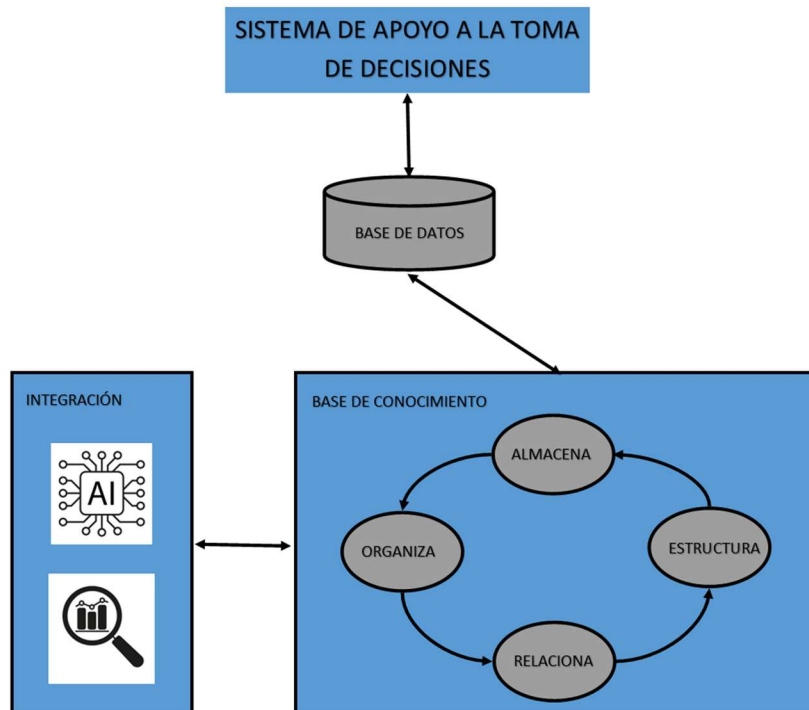 SISTEMA DE APOYO A LA TOMA
DE DECISIONES
BASE DE DATOS
INTEGRACIÓN
AI
BASE DE CONOCIMIENTO
ALMACENA
ORGANIZA
ESTRUCTURA
RELACIONA